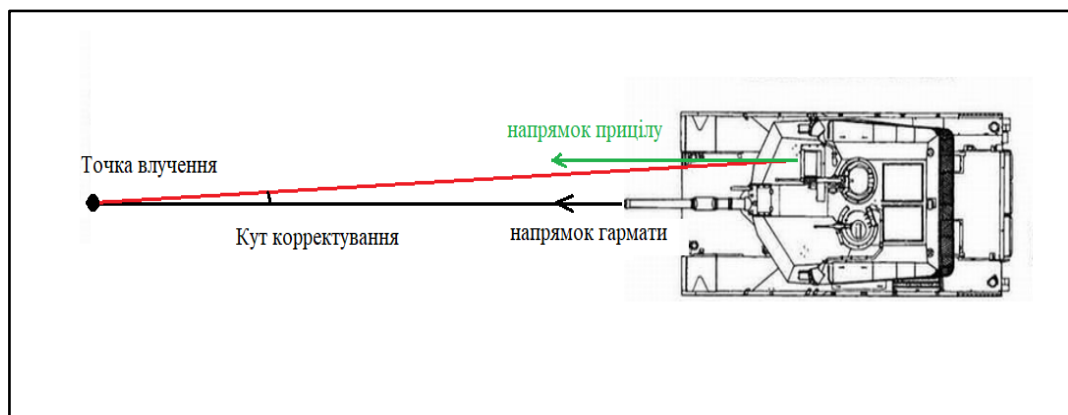 напрямок прицілу
Точка влучення
Кут корректування
напрямок гармати